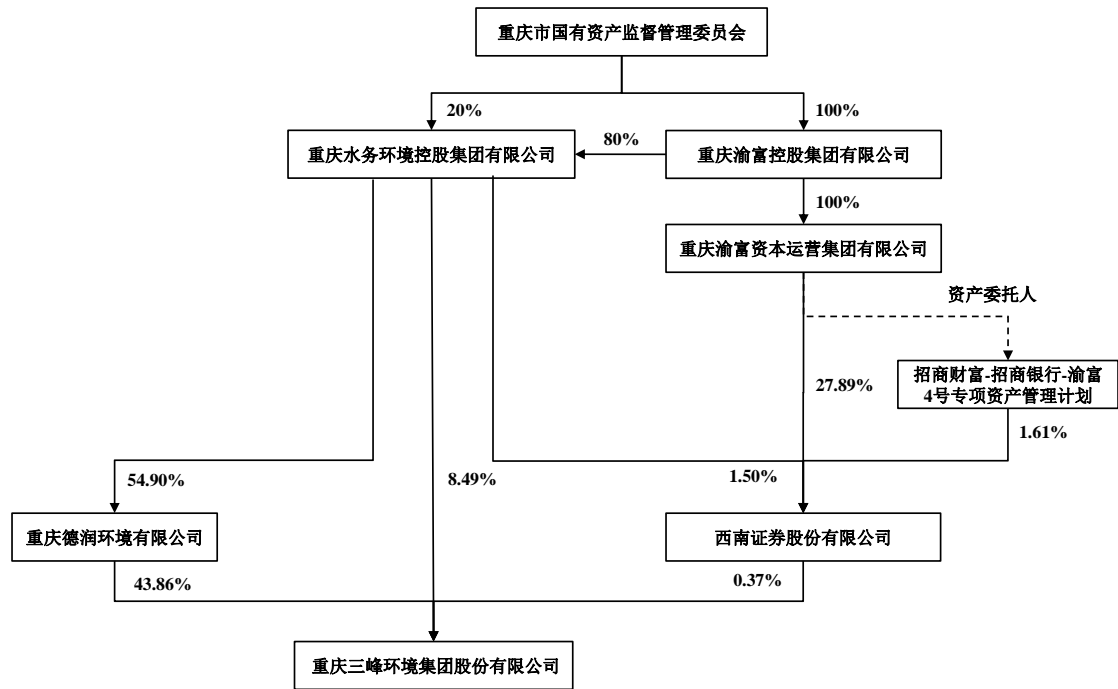 重庆市国有资产监督管理委员会
20%
100%
重庆水务环境控股集团有限公司
80%
重庆渝富控股集团有限公司
100%
重庆渝富资本运营集团有限公司
资产委托人
招商财富-招商银行-渝富
4号专项资产管理计划
27.89%
1.61%
54.90%
8.49%
1.50%
重庆德润环境有限公司
西南证券股份有限公司
43.86%
0.37%
重庆三峰环境集团股份有限公司